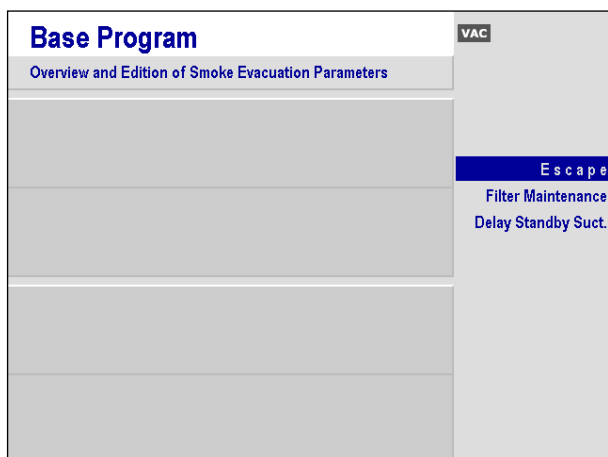 Base Program
VAC
Overview and Edition of Smoke Evacuation Parameters
Escape
Filter Maintenance
Delay Standby Suct.